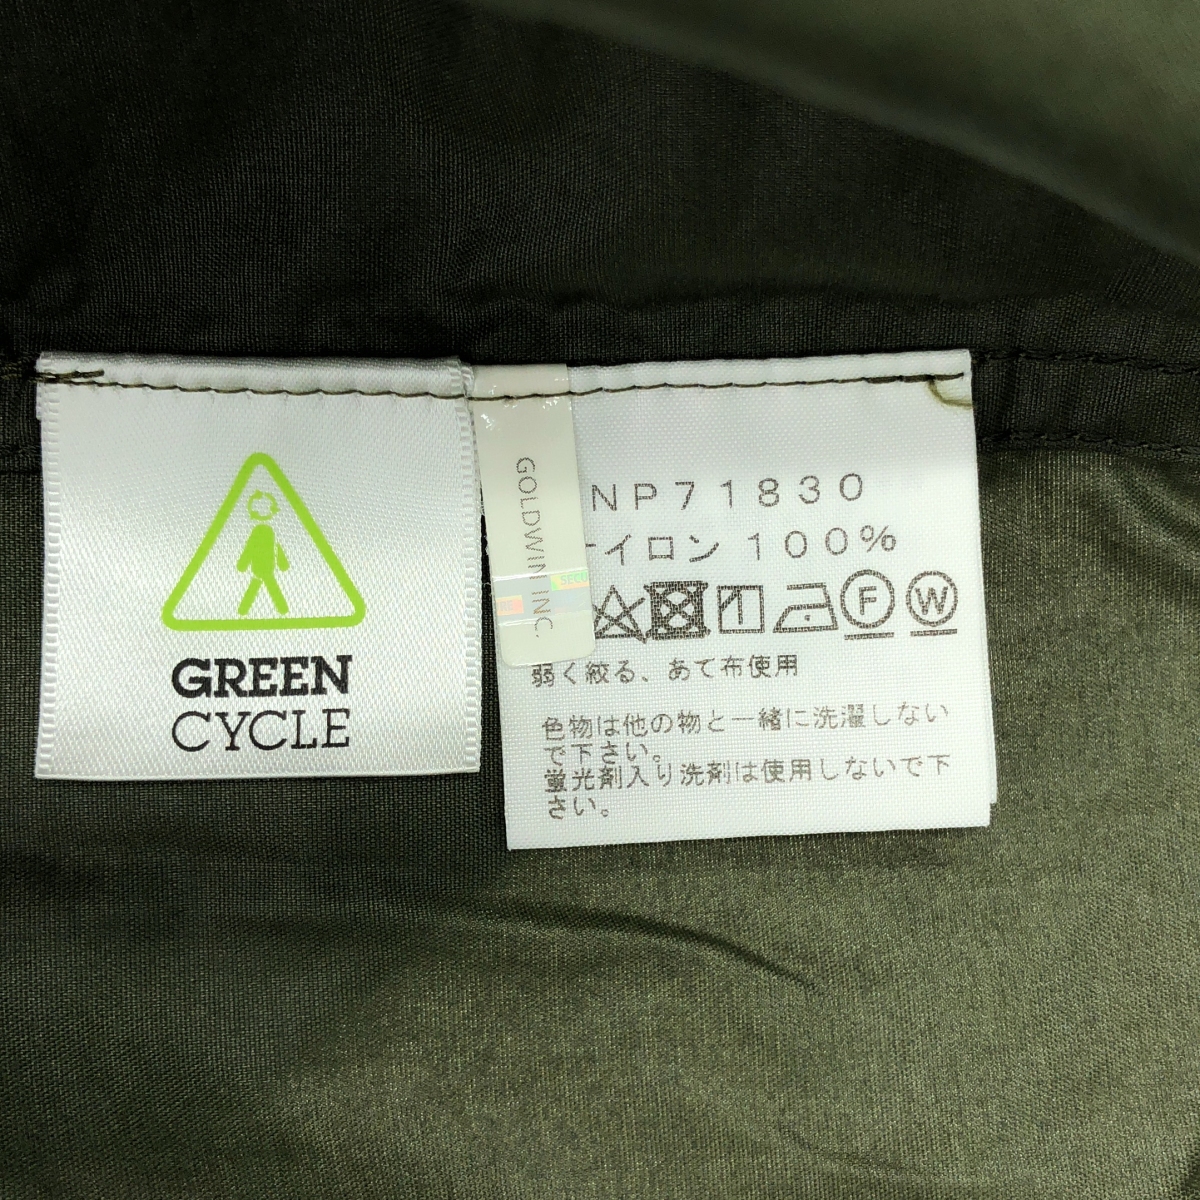 GREEN
CYCLE
GOLDWIN INC.
NP71830
ナイロン 100%
F W
弱く絞る、あて布使用
色物は他の物と一緒に洗濯しない
で下さい。
蛍光剤入り洗剤は使用しないで下
さい。